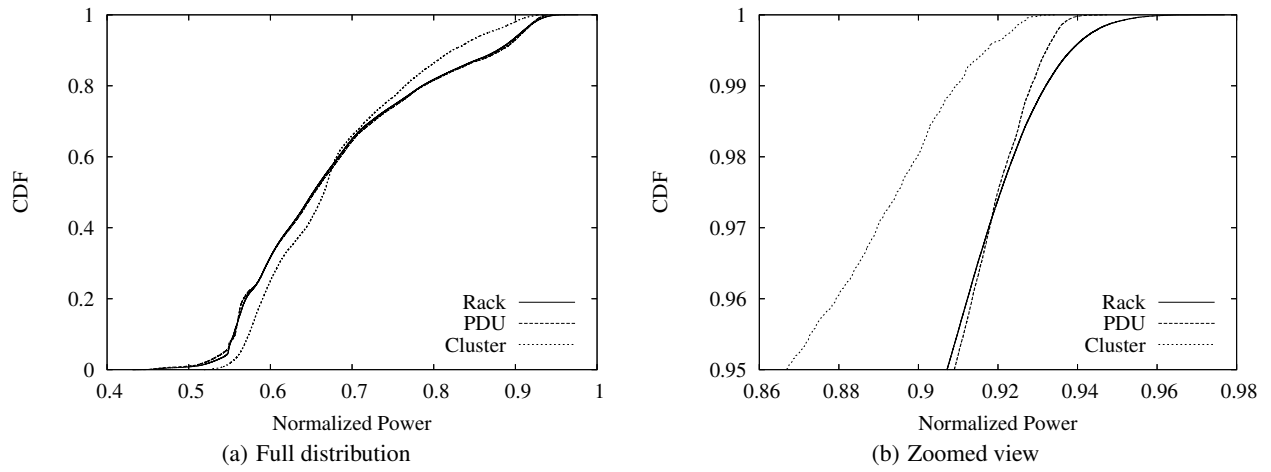 1
0.8
0.6
0.4
0.2
0
CDF
0.4 0.5 0.6 0.7 0.8 0.9 1
Normalized Power
Rack
PDU
Cluster
(a) Full distribution
1
0.99
0.98
0.97
0.96
0.95
CDF
0.86 0.88 0.9 0.92 0.94 0.96 0.98
Normalized Power
Rack
PDU
Cluster
(b) Zoomed view